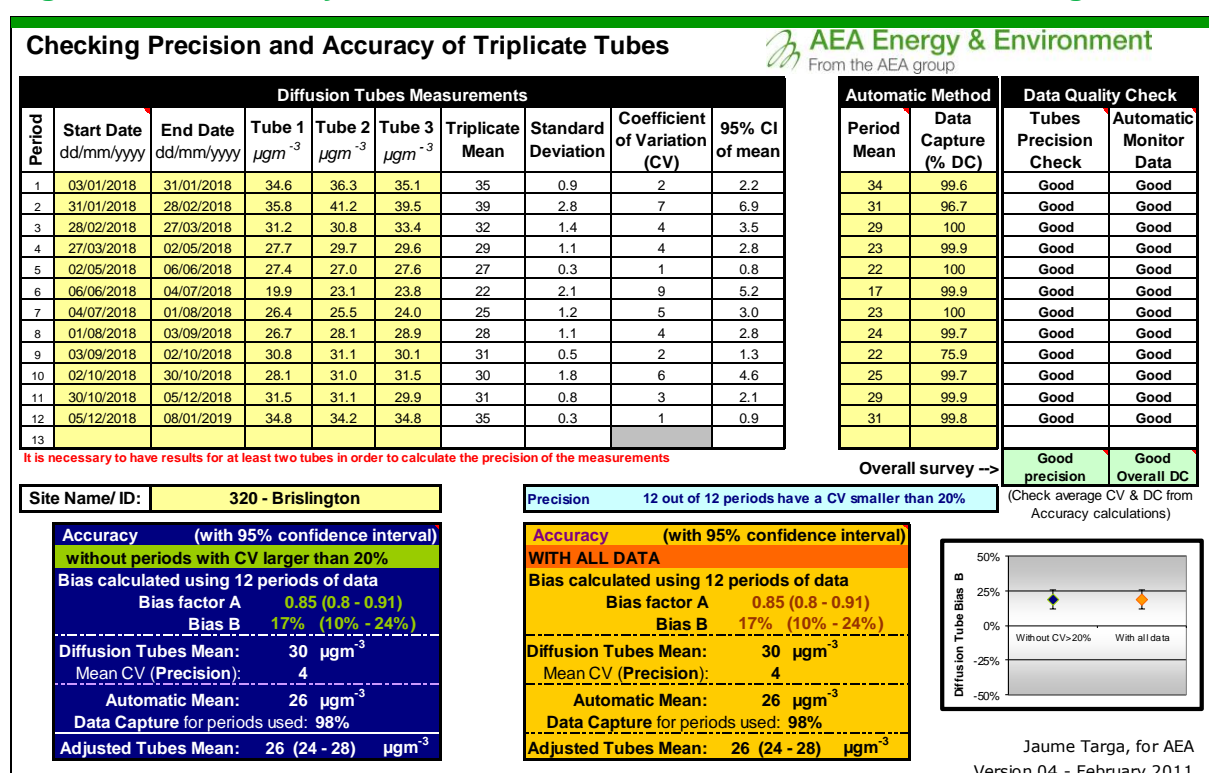 Checking Precision and Accuracy of Triplicate Tubes
AEA Energy & Environment
From the AEA group
Diffusion Tubes Measurements
Automatic Method
Data Quality Check
Period
Start Date dd/mm/yyyy
End Date dd/mm/yyyy
Tube 1 µgm-3
Tube 2 µgm-3
Tube 3 µgm-3
Triplicate Mean
Standard Deviation
Coefficient of Variation (CV)
95% CI of mean
Period Mean
Data Capture (% DC)
Tubes Precision Check
Automatic Monitor Data
1 03/01/2018 31/01/2018 34.6 36.3 35.1 35 0.9 2 2.2 34 99.6 Good Good
2 31/01/2018 28/02/2018 35.8 41.2 39.5 39 2.8 7 6.9 31 96.7 Good Good
3 28/02/2018 27/03/2018 31.2 30.8 33.4 32 1.4 4 3.5 29 100 Good Good
4 27/03/2018 02/05/2018 27.7 29.7 29.6 29 1.1 4 2.8 23 99.9 Good Good
5 02/05/2018 06/06/2018 27.4 27.0 27.6 27 0.3 1 0.8 22 100 Good Good
6 06/06/2018 04/07/2018 19.9 23.1 23.8 22 2.1 9 5.2 17 99.9 Good Good
7 04/07/2018 01/08/2018 26.4 25.5 24.0 25 1.2 5 3.0 23 100 Good Good
8 01/08/2018 03/09/2018 26.7 28.1 28.9 28 1.1 4 2.8 24 99.7 Good Good
9 03/09/2018 02/10/2018 30.8 31.1 30.1 31 0.5 2 1.3 22 75.9 Good Good
10 02/10/2018 30/10/2018 28.1 31.0 31.5 30 1.8 6 4.6 25 99.7 Good Good
11 30/10/2018 05/12/2018 31.5 31.1 29.9 31 0.8 3 2.1 29 99.9 Good Good
12 05/12/2018 08/01/2019 34.8 34.2 34.8 35 0.3 1 0.9 31 99.8 Good Good
13
It is necessary to have results for at least two tubes in order to calculate the precision of the measurements
Overall survey -->
Good precision
Good Overall DC
Site Name/ ID: 320 - Brislington
Precision 12 out of 12 periods have a CV smaller than 20%
(Check average CV & DC from
Accuracy calculations)
Accuracy (with 95% confidence interval)
without periods with CV larger than 20%
Bias calculated using 12 periods of data
Bias factor A 0.85 (0.8 - 0.91)
Bias B 17% (10% - 24%)
Diffusion Tubes Mean: 30 µgm-3
Mean CV (Precision): 4
Automatic Mean: 26 µgm-3
Data Capture for periods used: 98%
Adjusted Tubes Mean: 26 (24 - 28) µgm-3
Accuracy (with 95% confidence interval)
WITH ALL DATA
Bias calculated using 12 periods of data
Bias factor A 0.85 (0.8 - 0.91)
Bias B 17% (10% - 24%)
Diffusion Tubes Mean: 30 µgm-3
Mean CV (Precision): 4
Automatic Mean: 26 µgm-3
Data Capture for periods used: 98%
Adjusted Tubes Mean: 26 (24 - 28) µgm-3
Diffusion Tube Bias B
50%
25%
0%
-25%
-50%
Without CV>20%
With all data
Jaume Targa, for AEA
Version 04 - February 2011